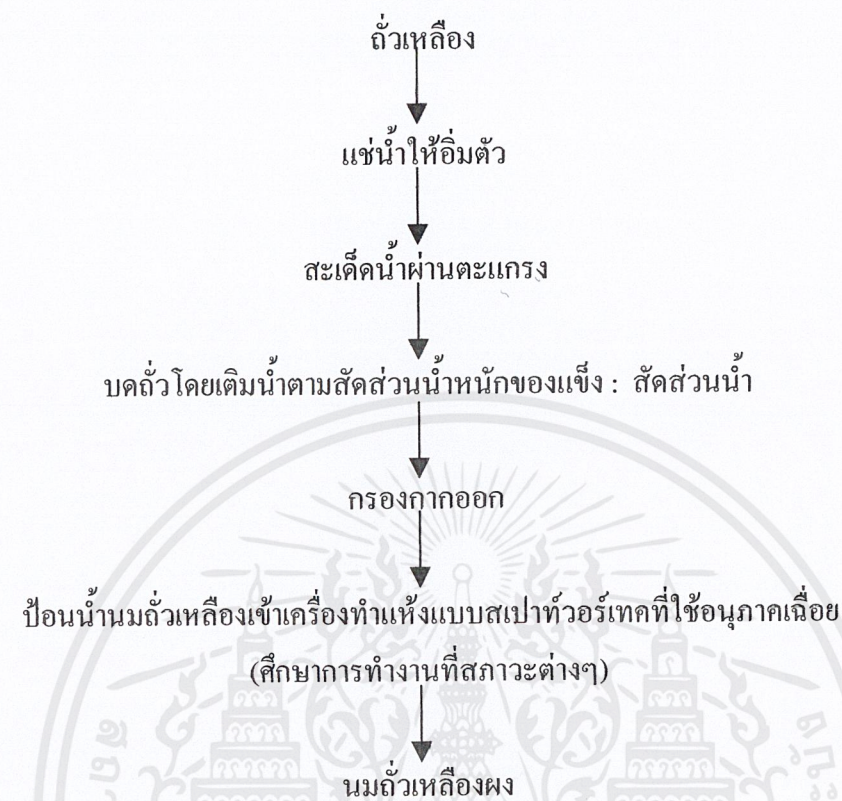 ถั่วเหลือง
แช่น้ำให้อิ่มตัว
สะเด็ดน้ำผ่านตะแกรง
บดถั่วโดยเติมน้ำตามสัดส่วนน้ำหนักของแข็ง : สัดส่วนน้ำ
กรองกากออก
ป้อนน้ำนมถั่วเหลืองเข้าเครื่องทำแห้งแบบสเปาท์วอร์เทคที่ใช้อนุภาคเฉื่อย
(ศึกษาการทำงานที่สภาวะต่างๆ)
นมถั่วเหลืองผง